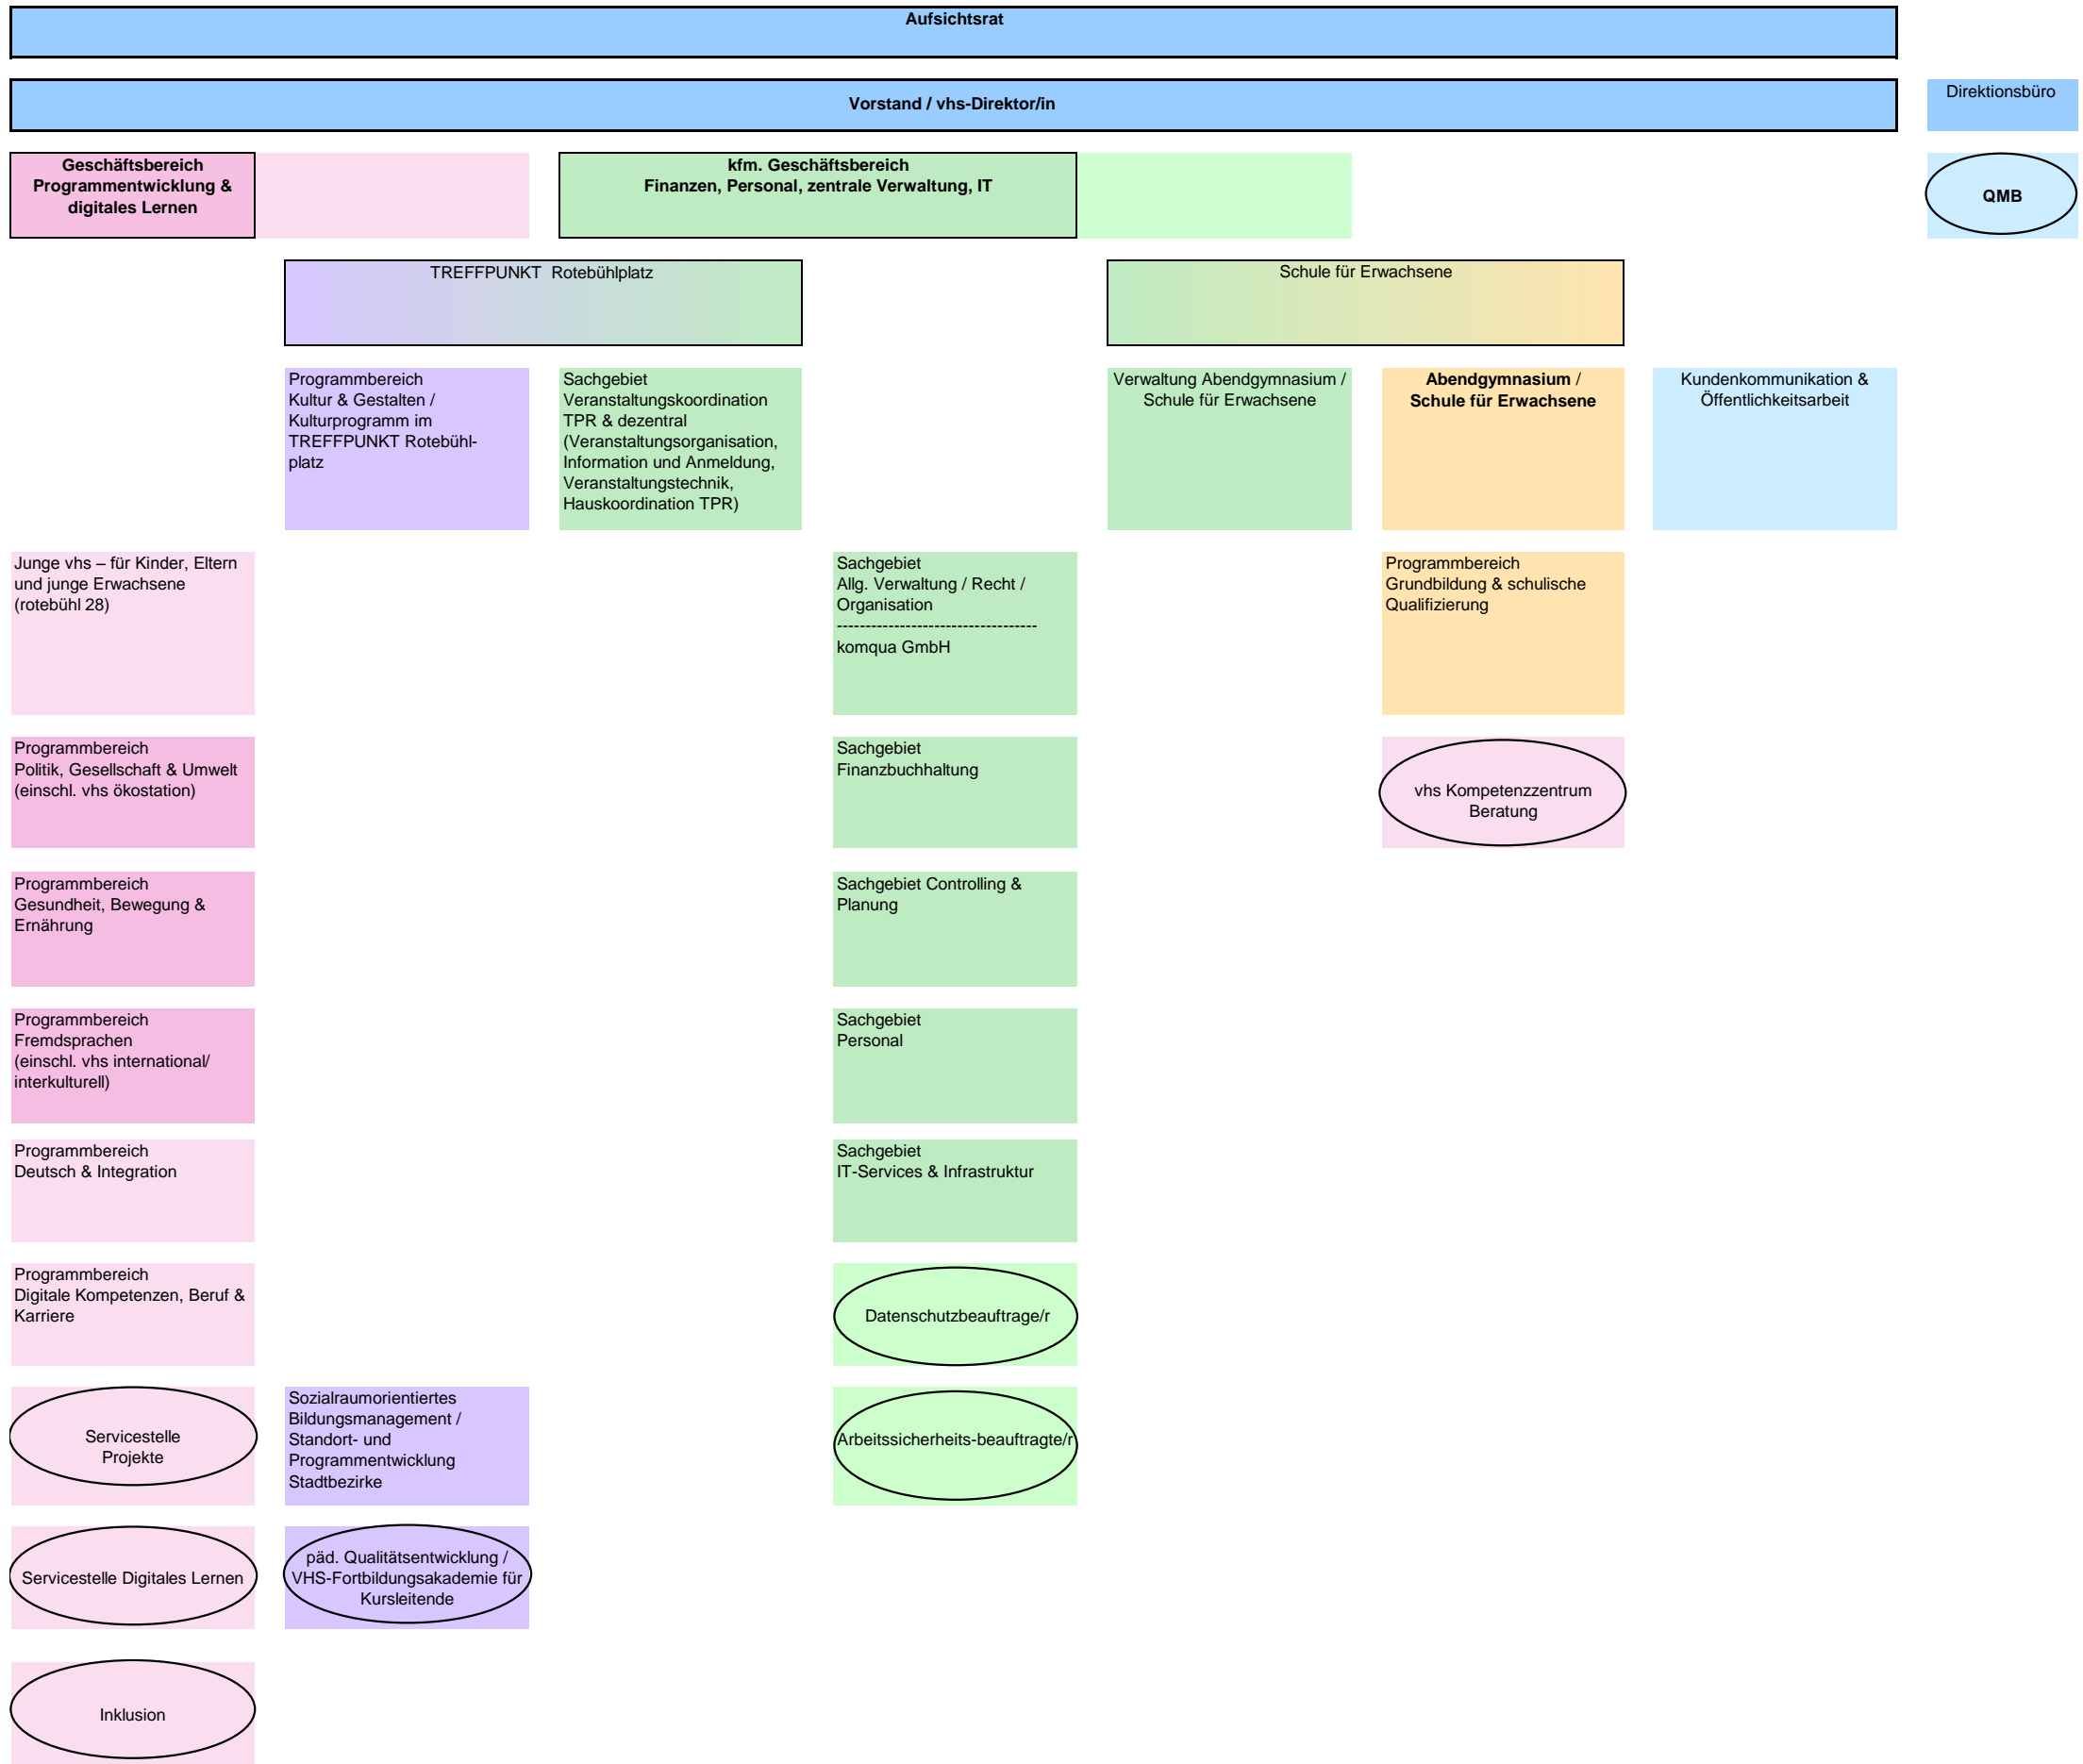 Aufsichtsrat
Vorstand / vhs-Direktor/in
Direktionsbüro
Geschäftsbereich
Programmentwicklung &
digitales Lernen
kfm. Geschäftsbereich
Finanzen, Personal, zentrale Verwaltung, IT
QMB
TREFFPUNKT  Rotebühlplatz
Schule für Erwachsene
Programmbereich
Kultur & Gestalten /
Kulturprogramm im
TREFFPUNKT Rotebühl-
platz
Sachgebiet
Veranstaltungskoordination
TPR & dezentral
(Veranstaltungsorganisation,
Information und Anmeldung,
Veranstaltungstechnik,
Hauskoordination TPR)
Verwaltung Abendgymnasium /
Schule für Erwachsene
Abendgymnasium /
Schule für Erwachsene
Kundenkommunikation &
Öffentlichkeitsarbeit
Junge vhs – für Kinder, Eltern
und junge Erwachsene
(rotebühl 28)
Sachgebiet
Allg. Verwaltung / Recht /
Organisation
-----------------------------------
komqua GmbH
Programmbereich
Grundbildung & schulische
Qualifizierung
Programmbereich
Politik, Gesellschaft & Umwelt
(einschl. vhs ökostation)
Sachgebiet
Finanzbuchhaltung
vhs Kompetenzzentrum
Beratung
Programmbereich
Gesundheit, Bewegung &
Ernährung
Sachgebiet Controlling &
Planung
Programmbereich
Fremdsprachen
(einschl. vhs international/
interkulturell)
Sachgebiet
Personal
Programmbereich
Deutsch & Integration
Sachgebiet
IT-Services & Infrastruktur
Programmbereich
Digitale Kompetenzen, Beruf &
Karriere
Datenschutzbeauftrage/r
Servicestelle
Projekte
Sozialraumorientiertes
Bildungsmanagement /
Standort- und
Programmentwicklung
Stadtbezirke
Arbeitssicherheits-beauftragte/r
Servicestelle Digitales Lernen
päd. Qualitätsentwicklung /
VHS-Fortbildungsakademie für
Kursleitende
Inklusion